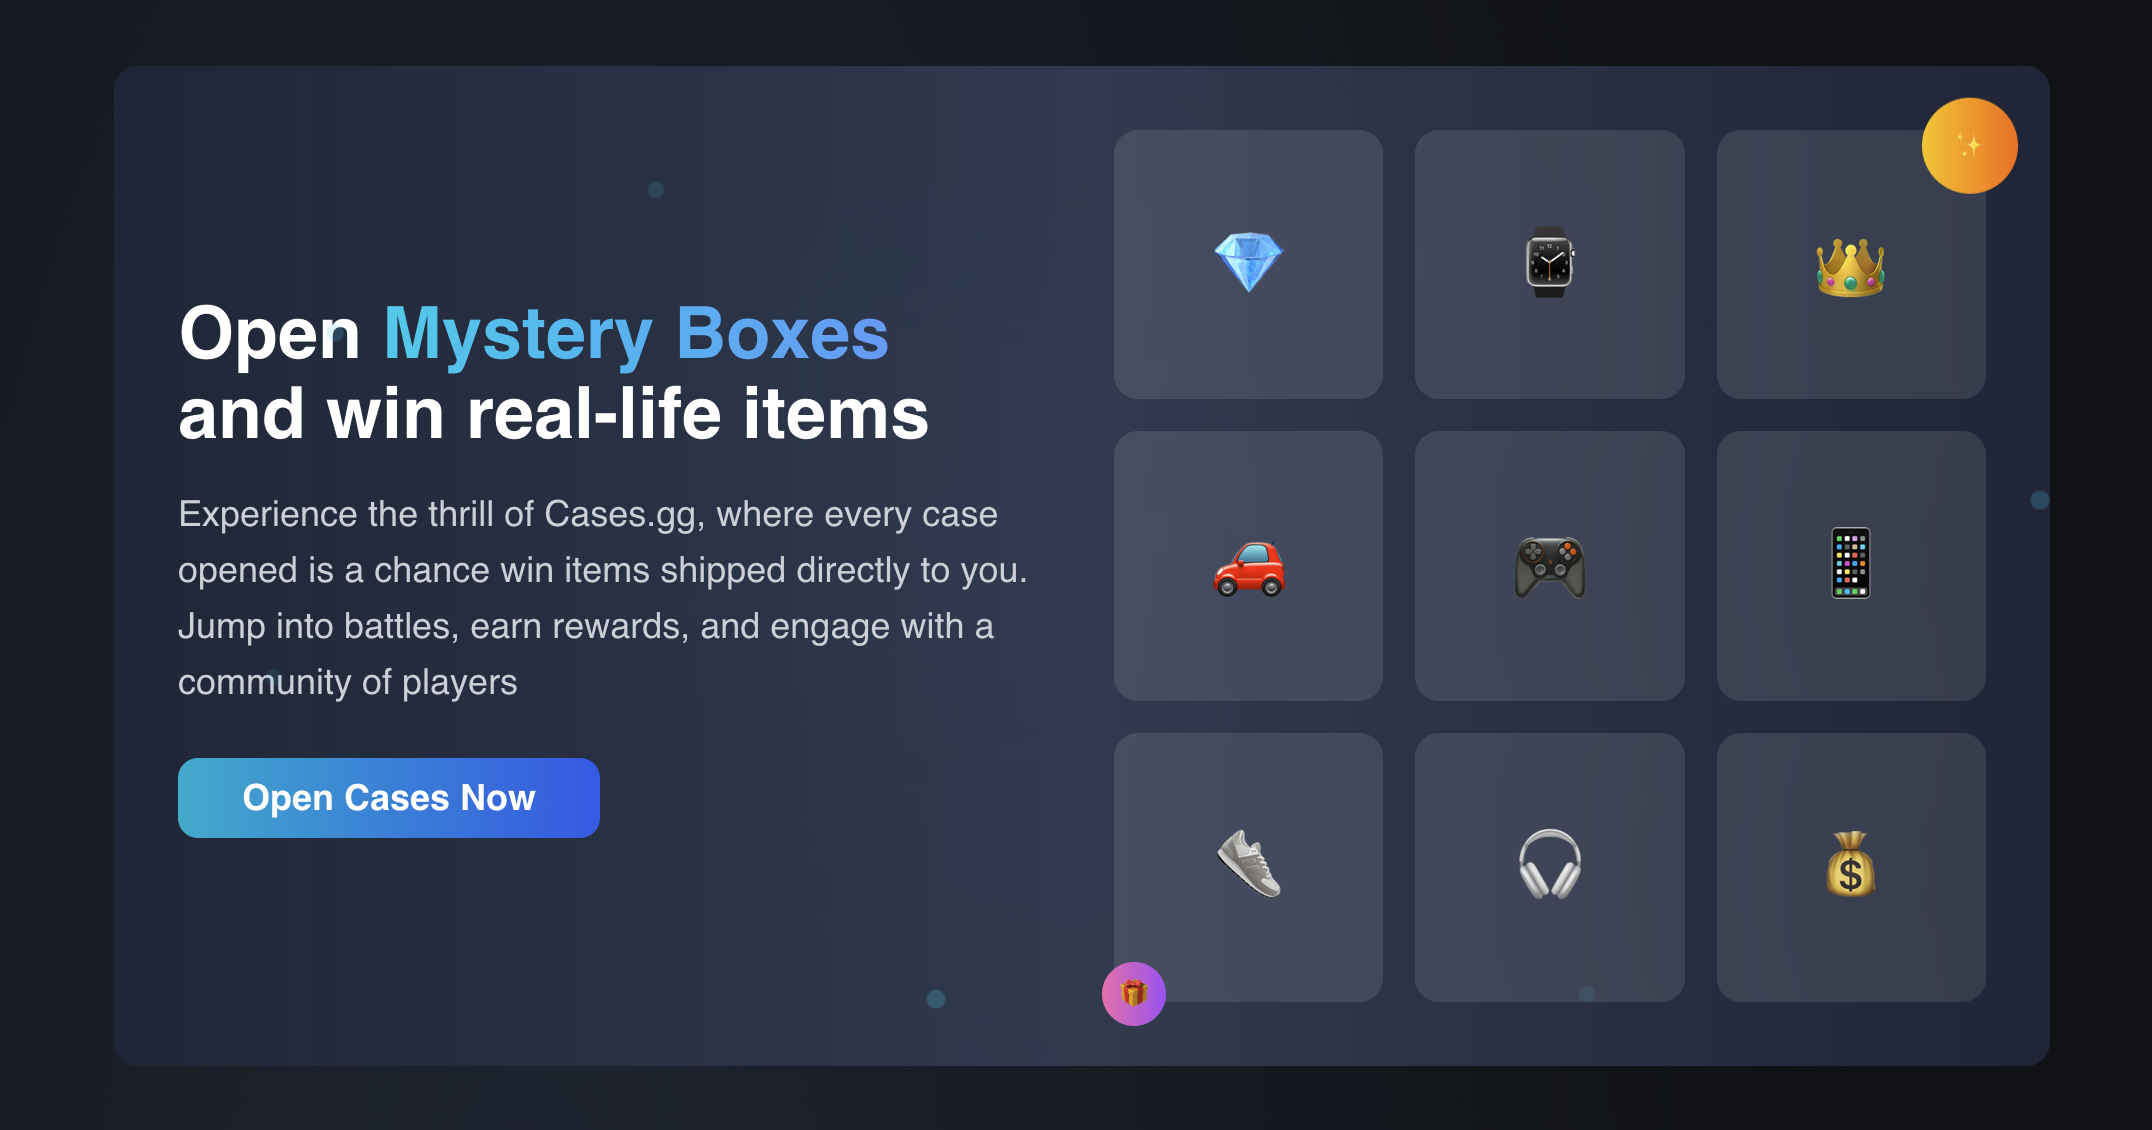 Open Mystery Boxes
and win real-life items
Experience the thrill of Cases.gg, where every case
opened is a chance win items shipped directly to you.
Jump into battles, earn rewards, and engage with a
community of players
Open Cases Now